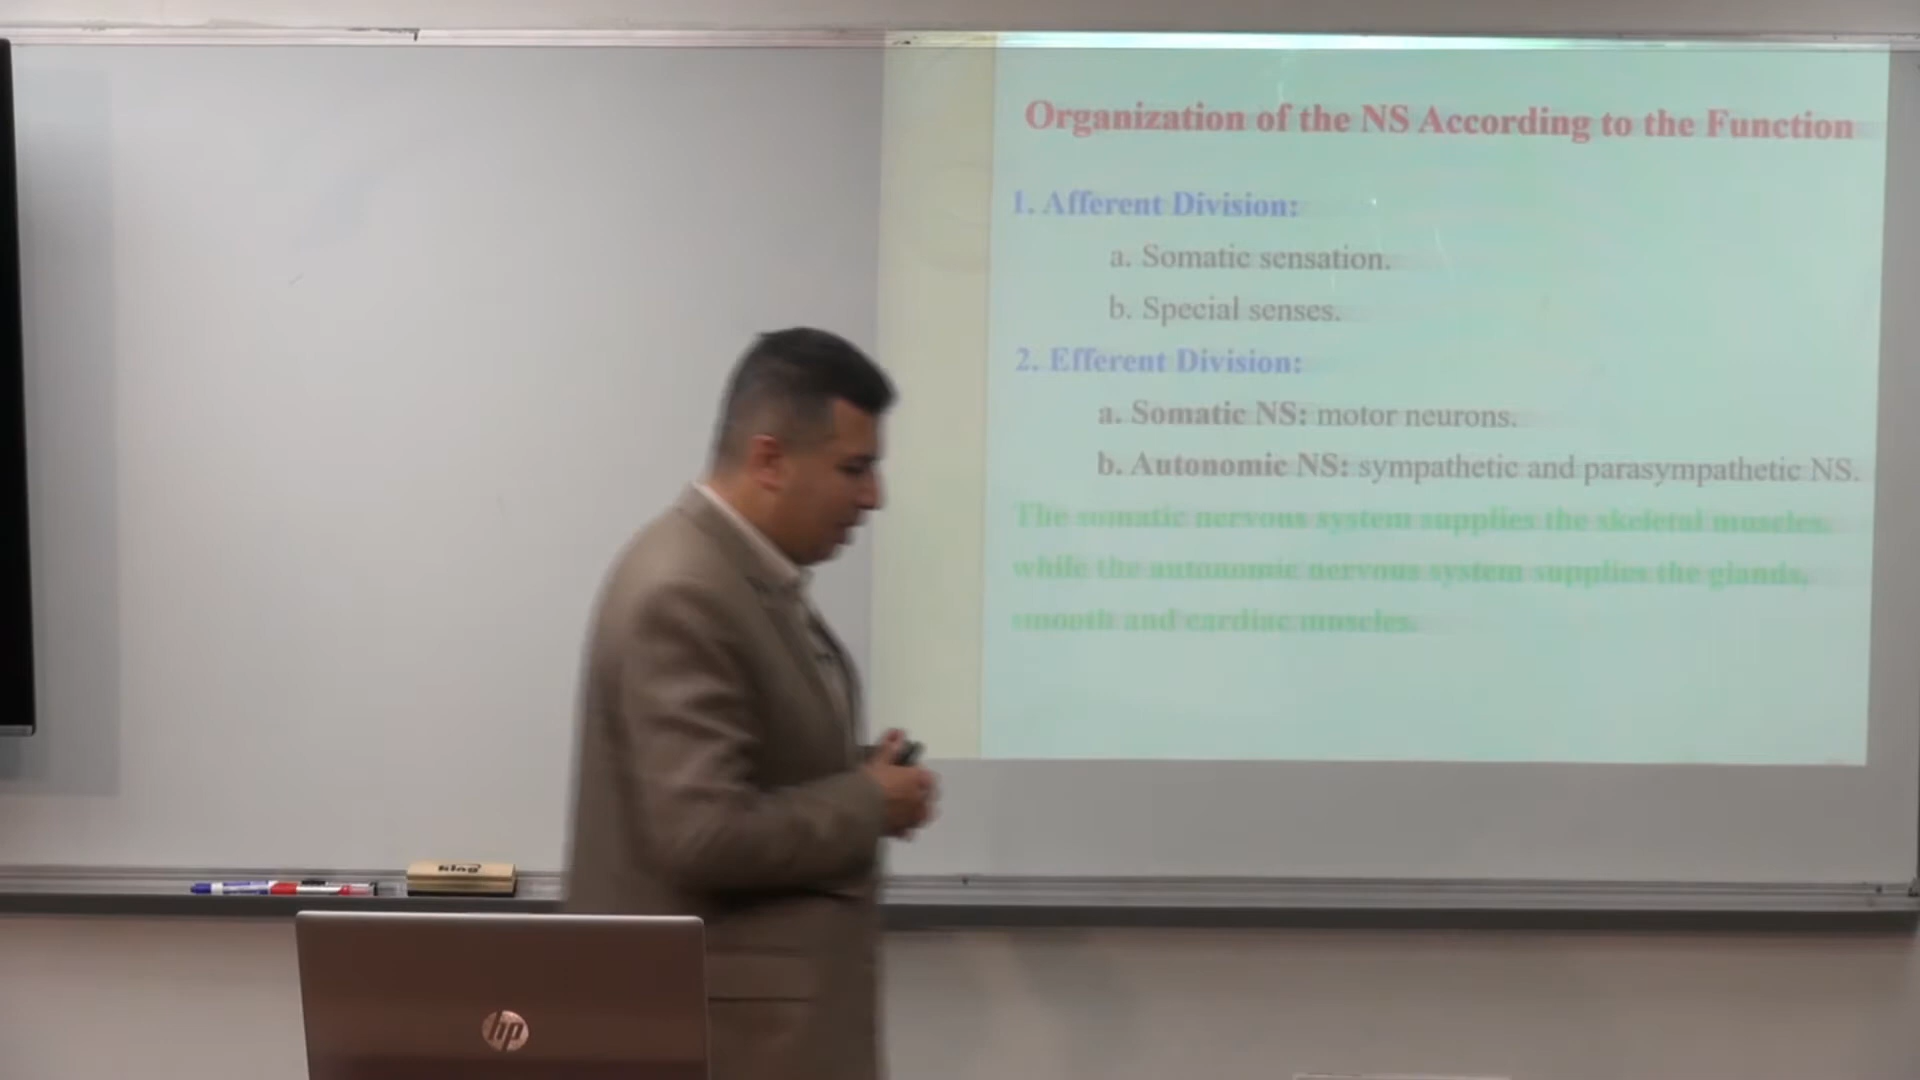 Organization of the NS According to the Function
1. Afferent Division:
a. Somatic sensation.
b. Special senses.
2. Efferent Division:
a. Somatic NS: motor neurons.
b. Autonomic NS: sympathetic and parasympathetic NS.
The somatic nervous system supplies the skeletal muscles,
while the autonomic nervous system supplies the glands,
smooth and cardiac muscles.
hp